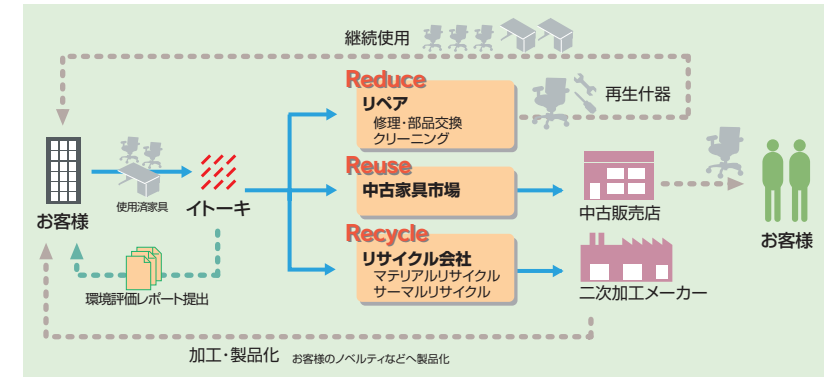 継続使用
Reduce
リペア
修理・部品交換
クリーニング
再生什器
お客様
使用済家具
イトーキ
Reuse
中古家具市場
中古販売店
お客様
Recycle
リサイクル会社
マテリアルリサイクル
サーマルリサイクル
二次加工メーカー
環境評価レポート提出
加工・製品化 お客様のノベルティなどへ製品化